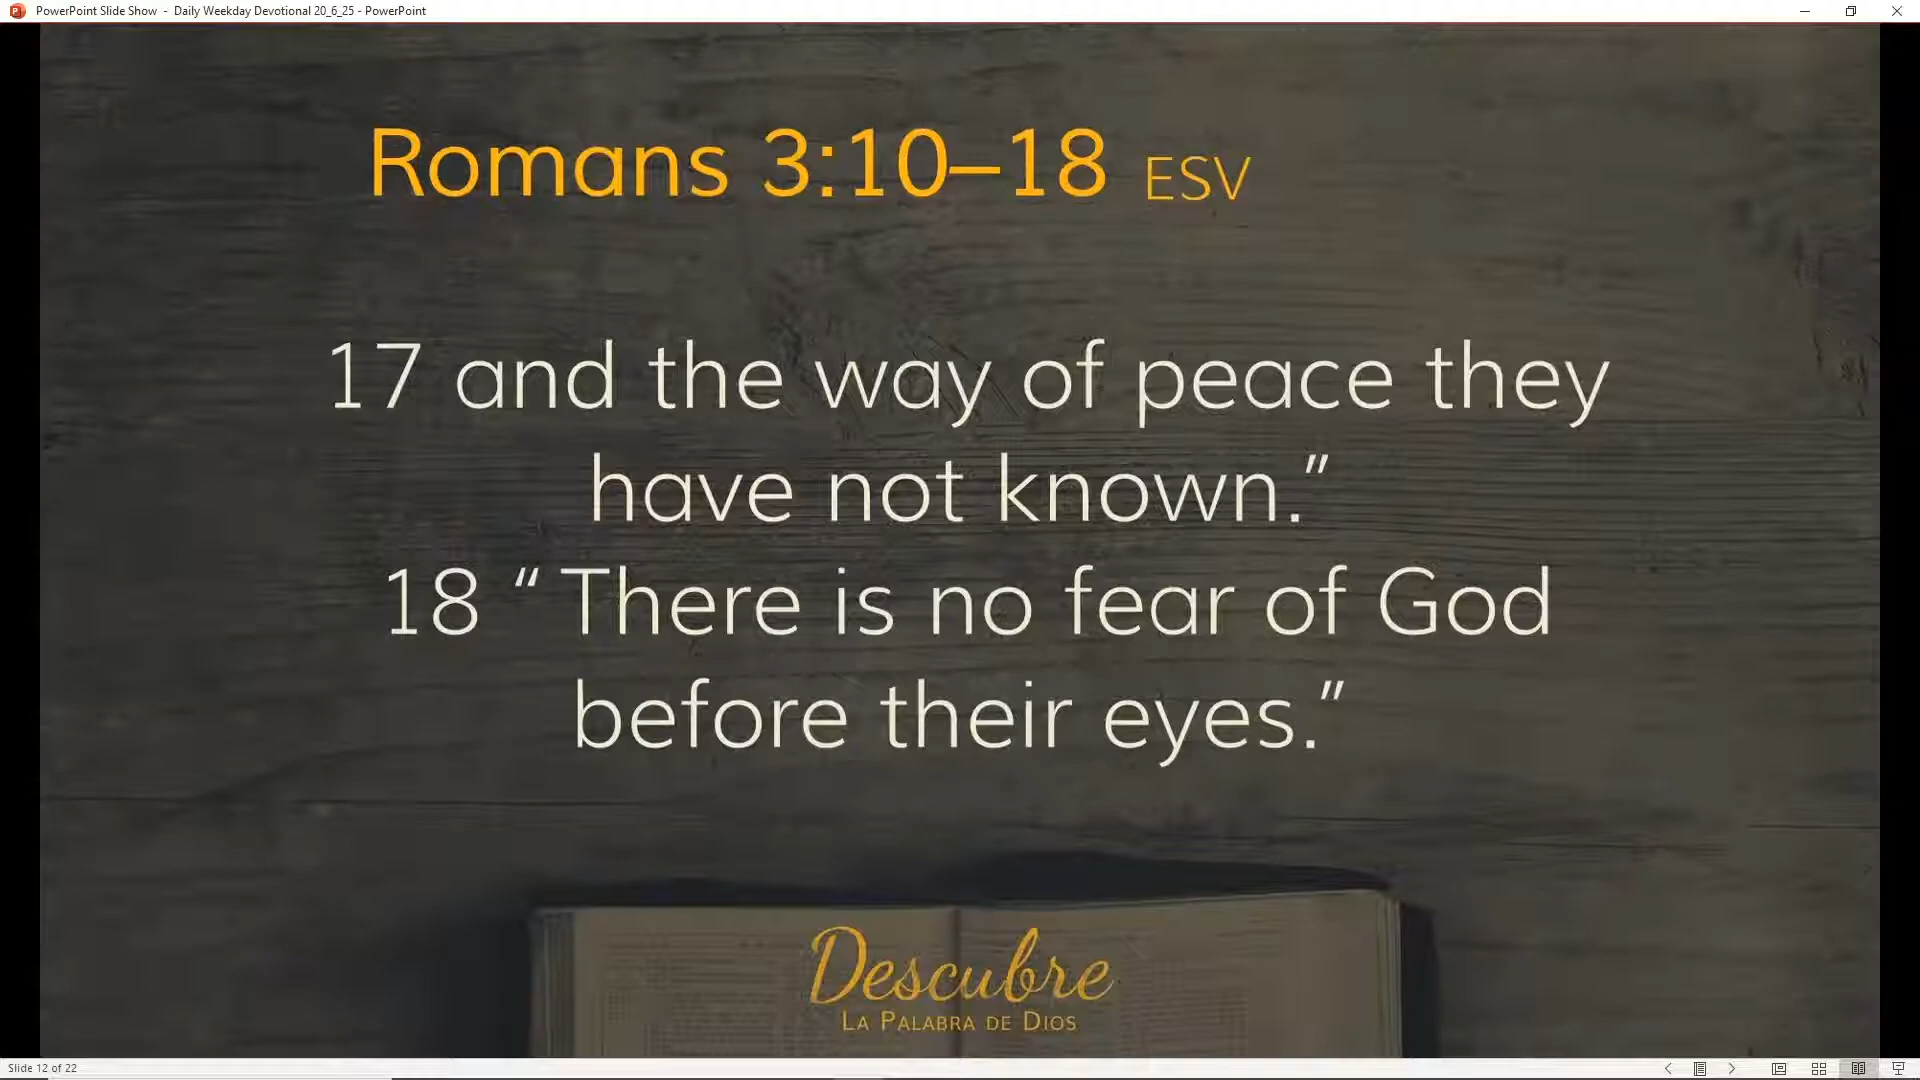 PowerPoint Slide Show - Daily Weekday Devotional 20_6_25 - PowerPoint
Romans 3:10–18 ESV
17 and the way of peace they
have not known.”
18 “ There is no fear of God
before their eyes.”
Descubre
La Palabra de Dios
Slide 12 of 22